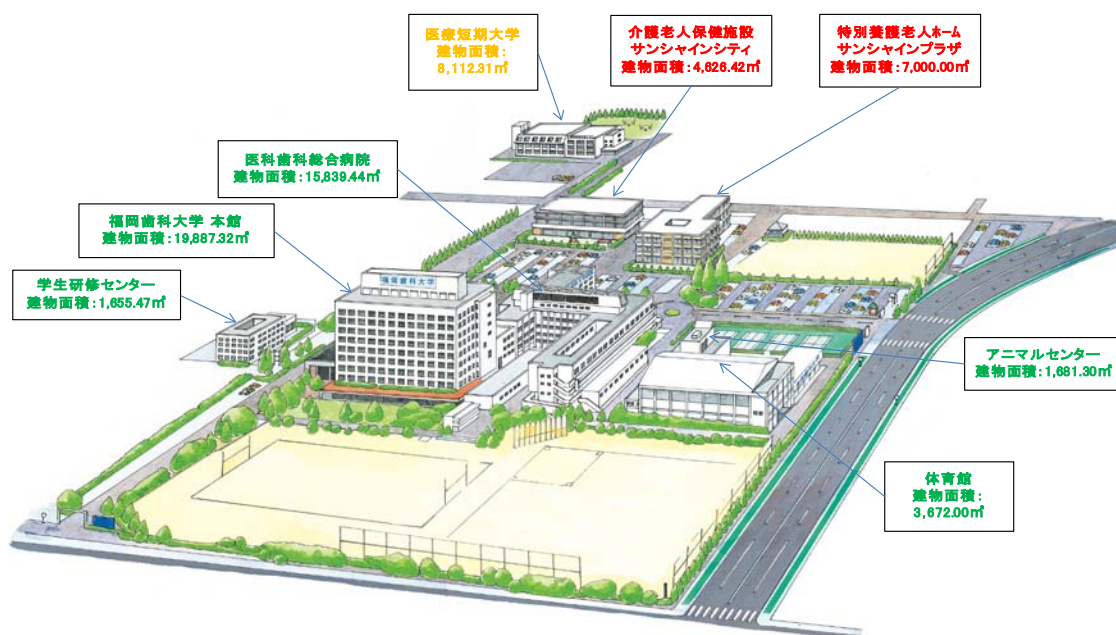 医療短期大学
建物面積:
8,112.31㎡
介護老人保健施設
サンシャインシティ
建物面積:4,626.42㎡
特別養護老人ホーム
サンシャインプラザ
建物面積:7,000.00㎡
医科歯科総合病院
建物面積:15,839.44㎡
福岡歯科大学 本館
建物面積:19,887.32㎡
学生研修センター
建物面積:1,655.47㎡
福岡歯科大学
アニマルセンター
建物面積:1,681.30㎡
体育館
建物面積:
3,672.00㎡